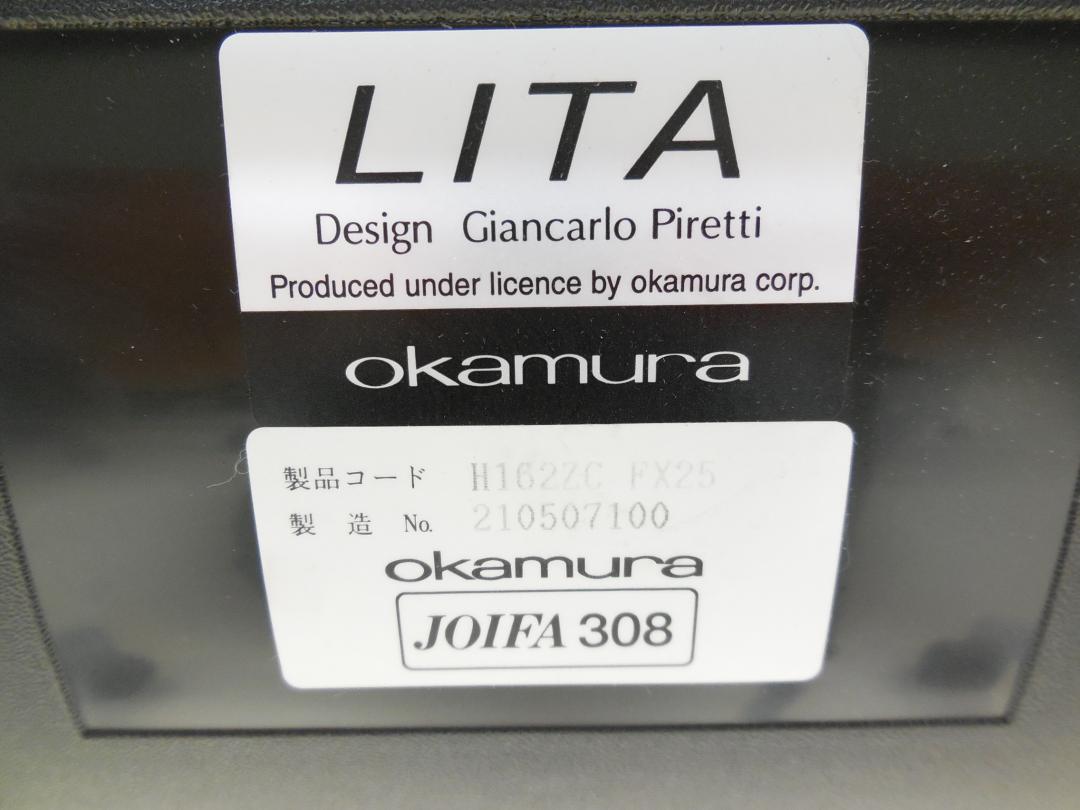 LITA
Design Giancarlo Piretti
Produced under licence by okamura corp.
okamura
製品コード H162ZC FX25
製 造 No. 210507100
okamura
JOIFA 308